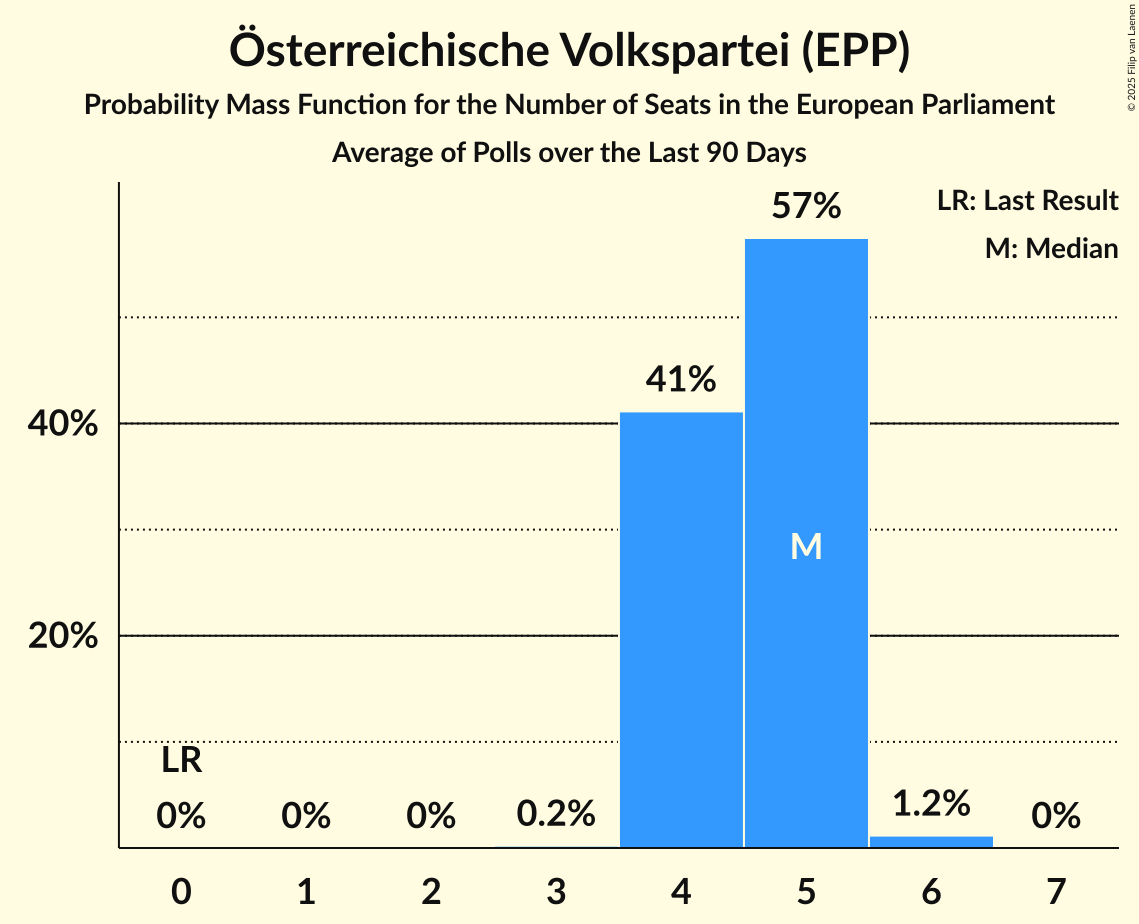 Österreichische Volkspartei (EPP)
Probability Mass Function for the Number of Seats in the European Parliament
Average of Polls over the Last 90 Days
© 2025 Filip van Laenen
LR: Last Result
M: Median
57%
41%
40%
M
20%
LR
0%
0%
0%
0.2%
1.2%
0%
0
1
2
3
4
5
6
7